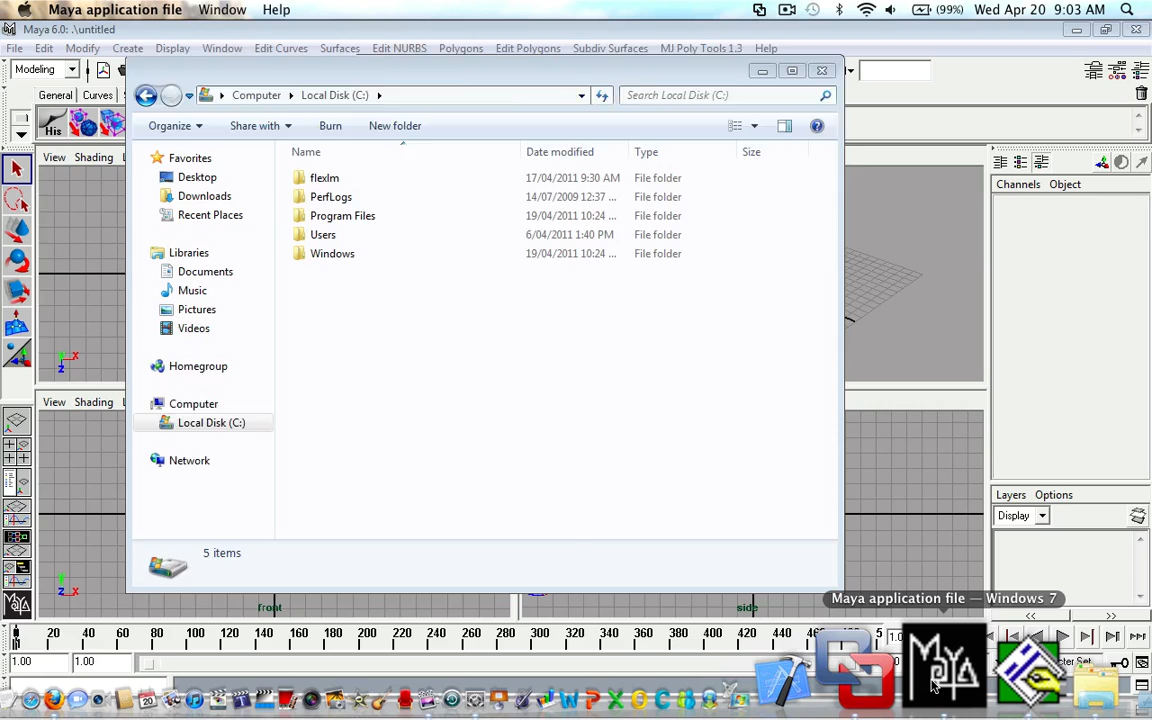 Maya application file Window Help (99%) Wed Apr 20 9:03 AM
Maya 6.0: .\untitled
File Edit Modify Create Display Window Edit Curves Surfaces Edit NURBS Polygons Edit Polygons Subdiv Surfaces MJ Poly Tools 1.3 Help
Modeling
General Curves
Computer Local Disk (C:) Search Local Disk (C:)
His
Organize Share with Burn New folder
View Shading
Name Date modified Type Size
Favorites
Desktop
Downloads
Recent Places
Libraries
Documents
Music
Pictures
Videos
Homegroup
Computer
Local Disk (C:)
Network
flexlm 17/04/2011 9:30 AM File folder
PerfLogs 14/07/2009 12:37 ... File folder
Program Files 19/04/2011 10:24 ... File folder
Users 6/04/2011 1:40 PM File folder
Windows 19/04/2011 10:24 ... File folder
5 items
Channels Object
z x
View Shading
Layers Options
Display
z x
front side
Maya application file — Windows 7
20 40 60 80 100 120 140 160 180 200 220 240 260 280 300 320 340 360 380 400 420 440 460 480 5
1.00 1.00
MAYA